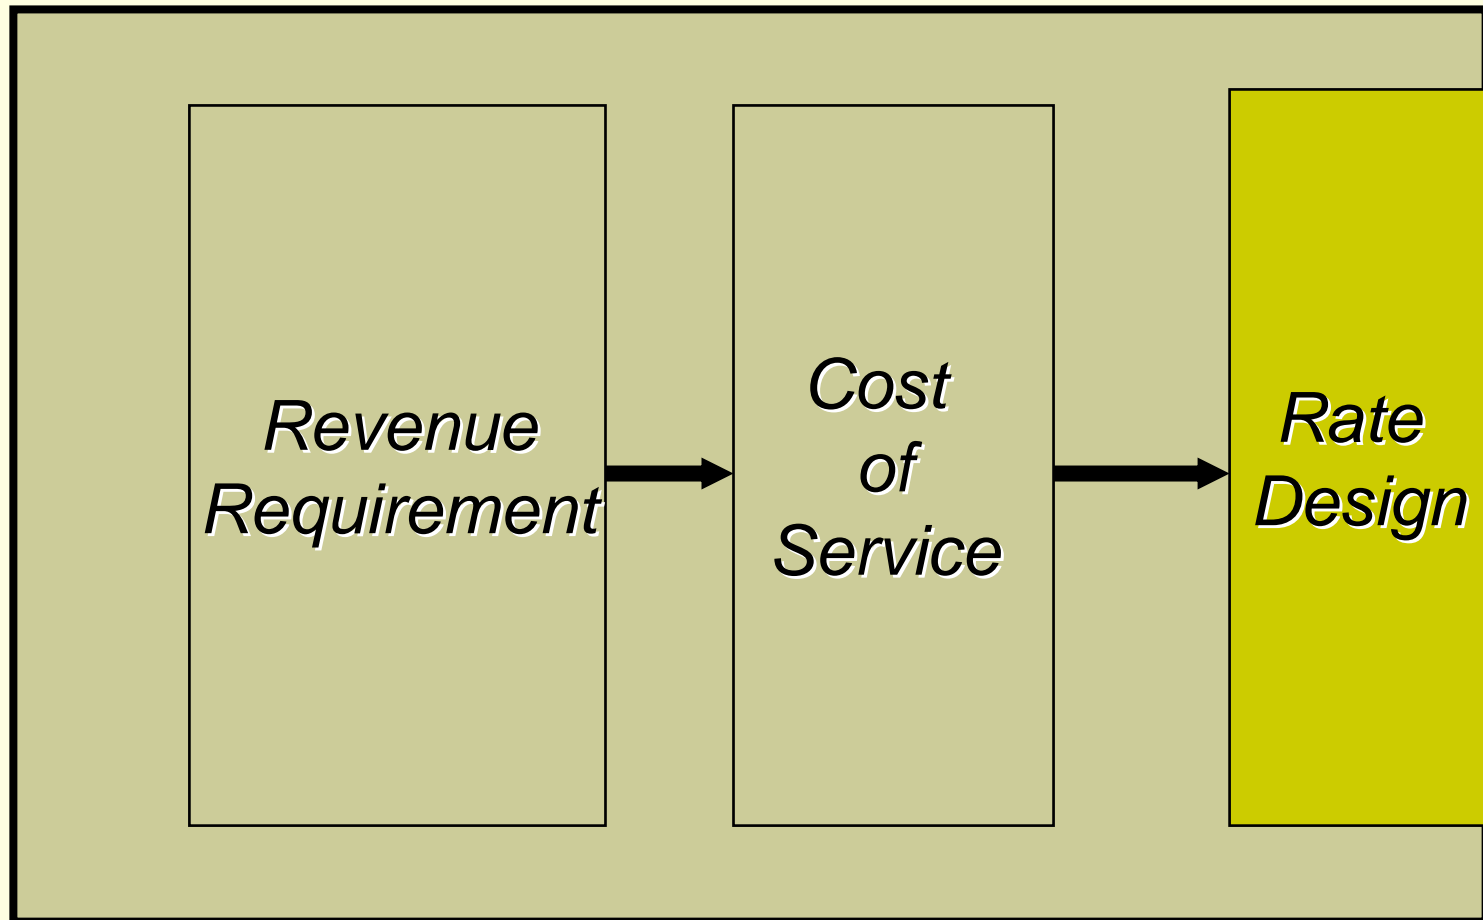 Revenue
Requirement
Cost
of
Service
Rate
Design